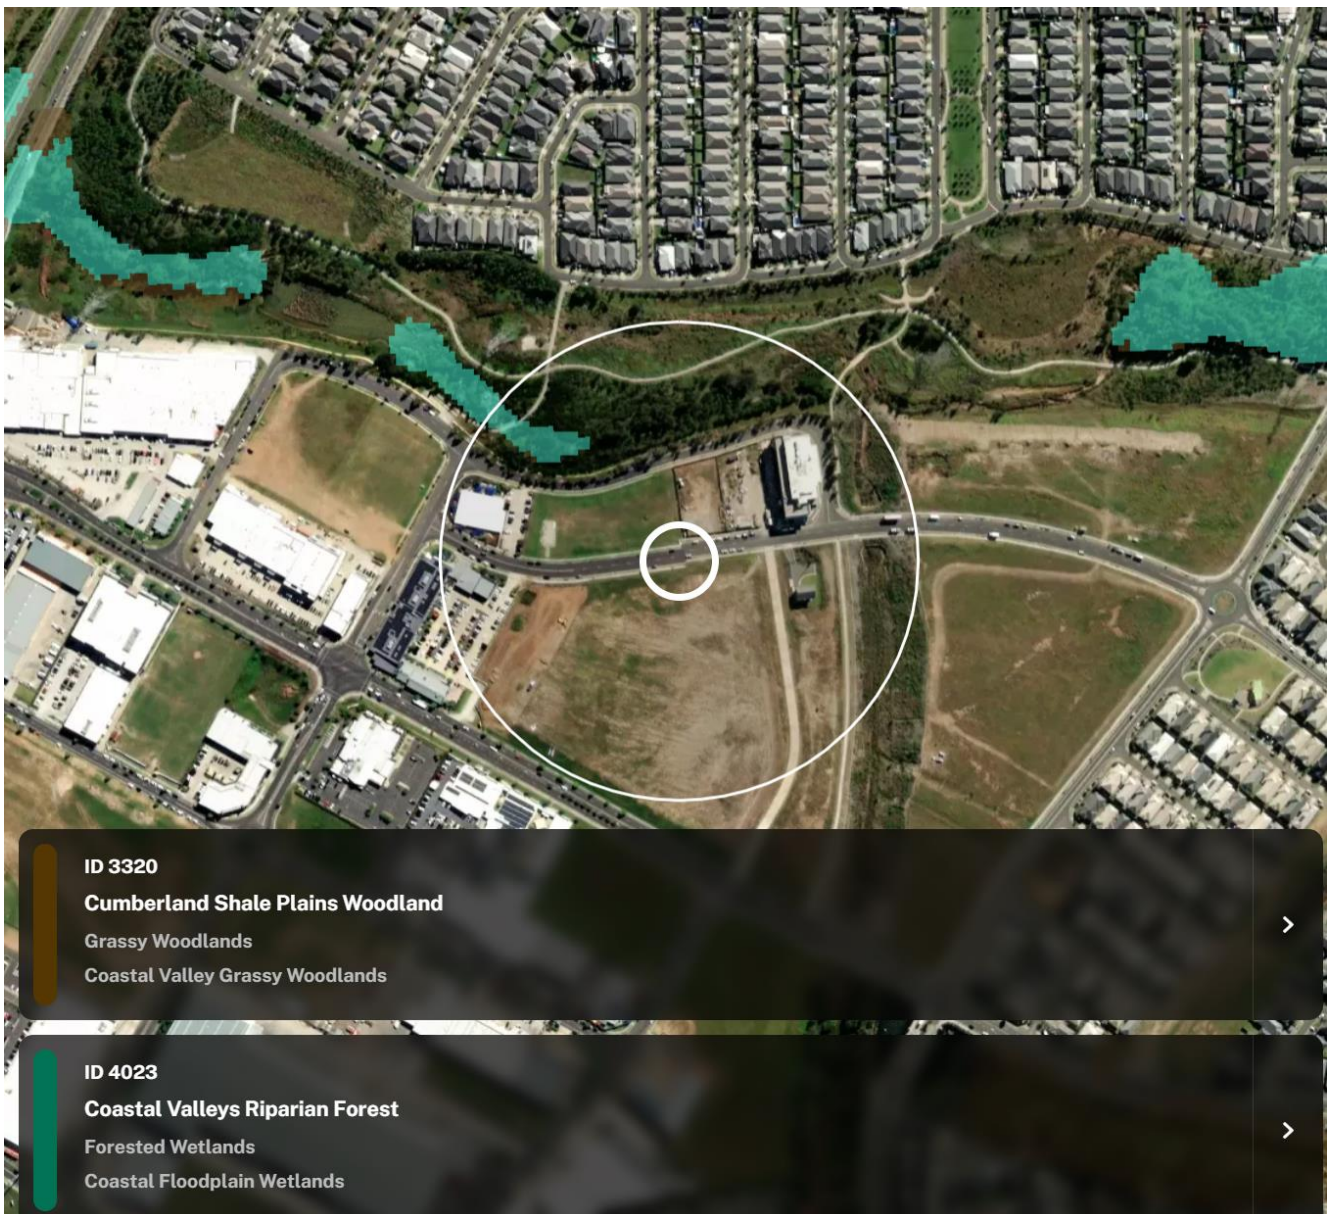 ID 3320
Cumberland Shale Plains Woodland
Grassy Woodlands
Coastal Valley Grassy Woodlands
ID 4023
Coastal Valleys Riparian Forest
Forested Wetlands
Coastal Floodplain Wetlands